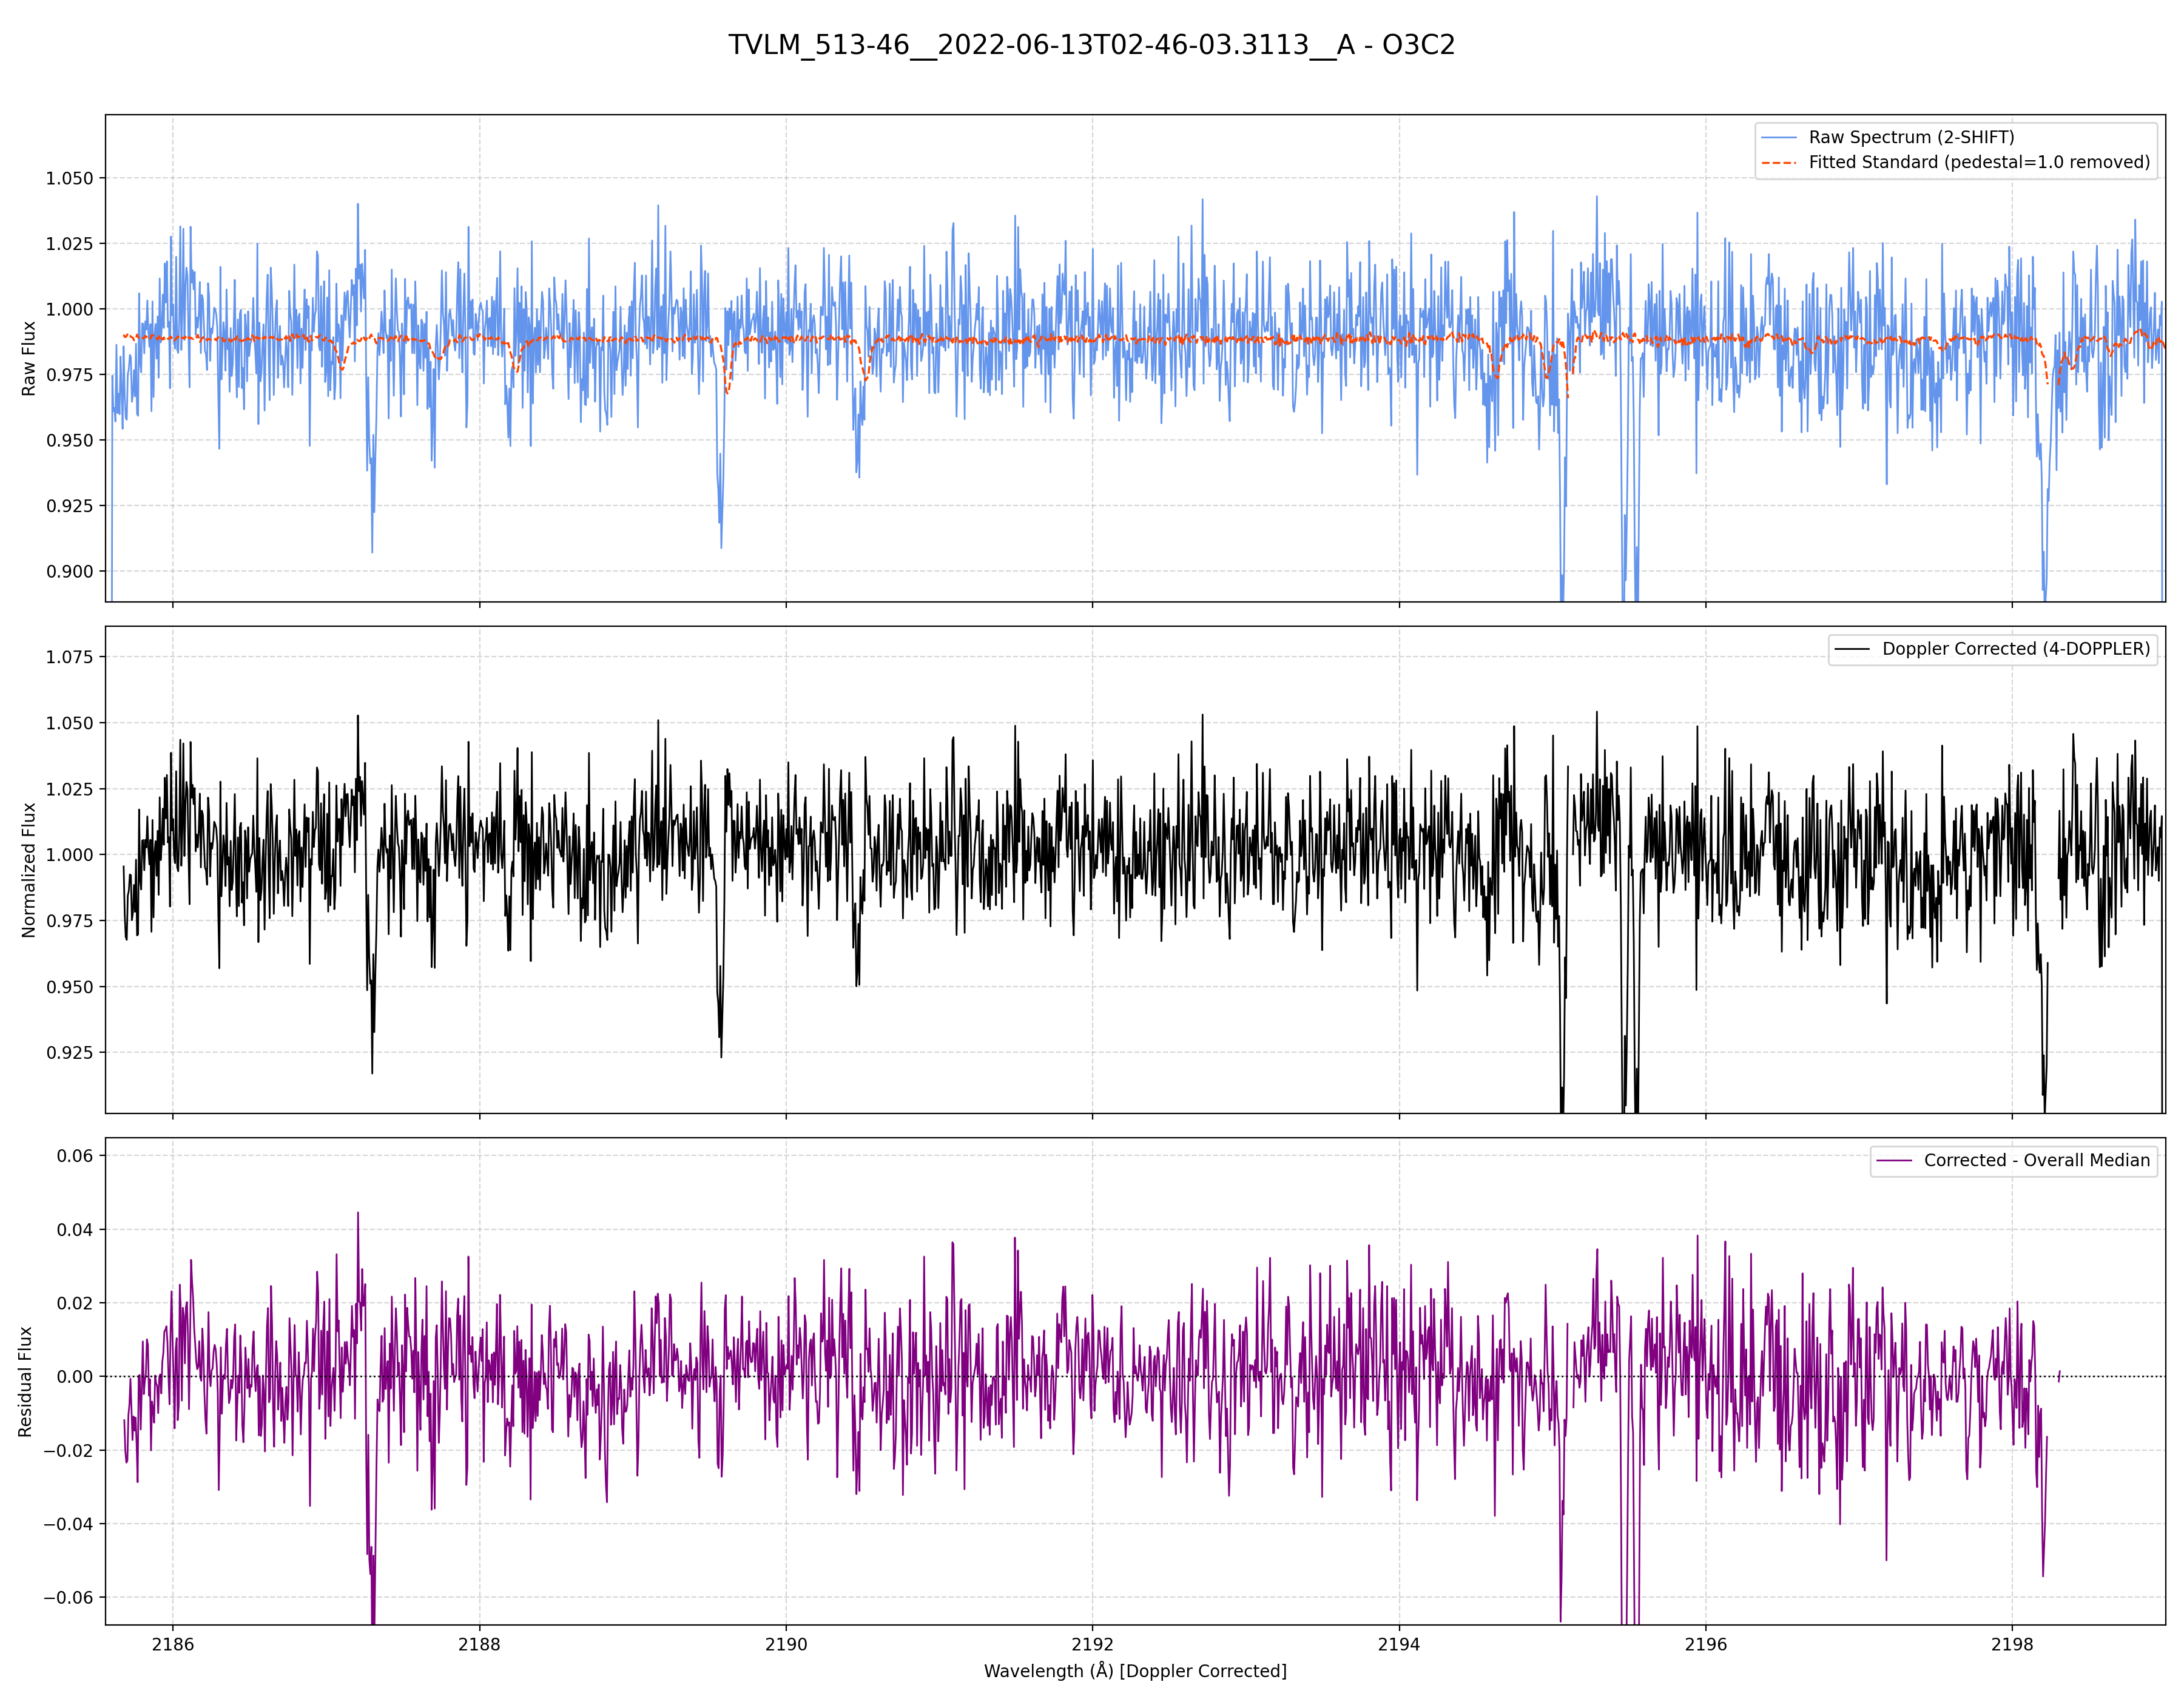 TVLM_513-46__2022-06-13T02-46-03.3113__A - O3C2
Raw Spectrum (2-SHIFT)
Fitted Standard (pedestal=1.0 removed)
Raw Flux
1.050
1.025
1.000
0.975
0.950
0.925
0.900
Doppler Corrected (4-DOPPLER)
Normalized Flux
1.075
1.050
1.025
1.000
0.975
0.950
0.925
Corrected - Overall Median
Residual Flux
0.06
0.04
0.02
0.00
−0.02
−0.04
−0.06
2186 2188 2190 2192 2194 2196 2198
Wavelength (Å) [Doppler Corrected]